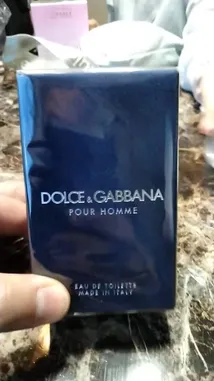 DOLCE & GABBANA
POUR HOMME
EAU DE TOILETTE
MADE IN ITALY